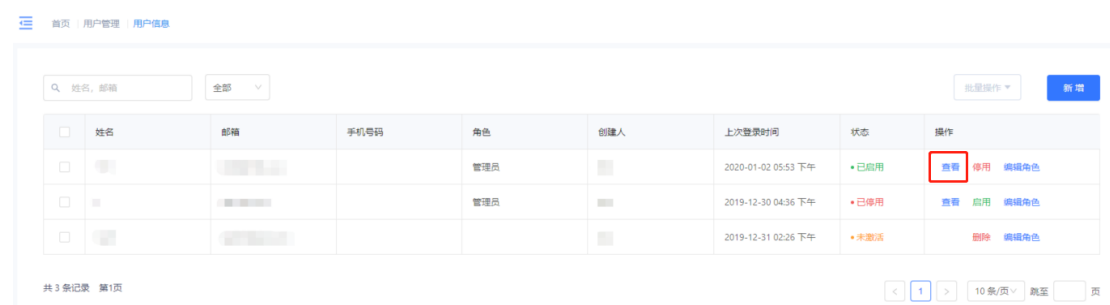 首页 | 用户管理 | 用户信息
姓名, 邮箱 全部 批量操作 新 增
姓名 邮箱 手机号码 角色 创建人 上次登录时间 状态 操作
管理员 2020-01-02 05:53 下午 已启用 查看 停用 编辑角色
管理员 2019-12-30 04:36 下午 已停用 查看 启用 编辑角色
2019-12-31 02:26 下午 未激活 删除 编辑角色
共 3 条记录 第1页 < 1 > 10 条/页 跳至 页